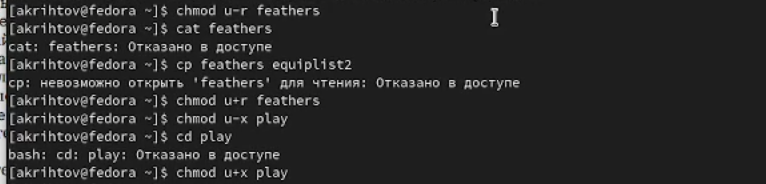 [akrihtov@fedora ~]$ chmod u-r feathers
[akrihtov@fedora ~]$ cat feathers
cat: feathers: Отказано в доступе
[akrihtov@fedora ~]$ cp feathers equiplist2
cp: невозможно открыть 'feathers' для чтения: Отказано в доступе
[akrihtov@fedora ~]$ chmod u+r feathers
[akrihtov@fedora ~]$ chmod u-x play
[akrihtov@fedora ~]$ cd play
bash: cd: play: Отказано в доступе
[akrihtov@fedora ~]$ chmod u+x play